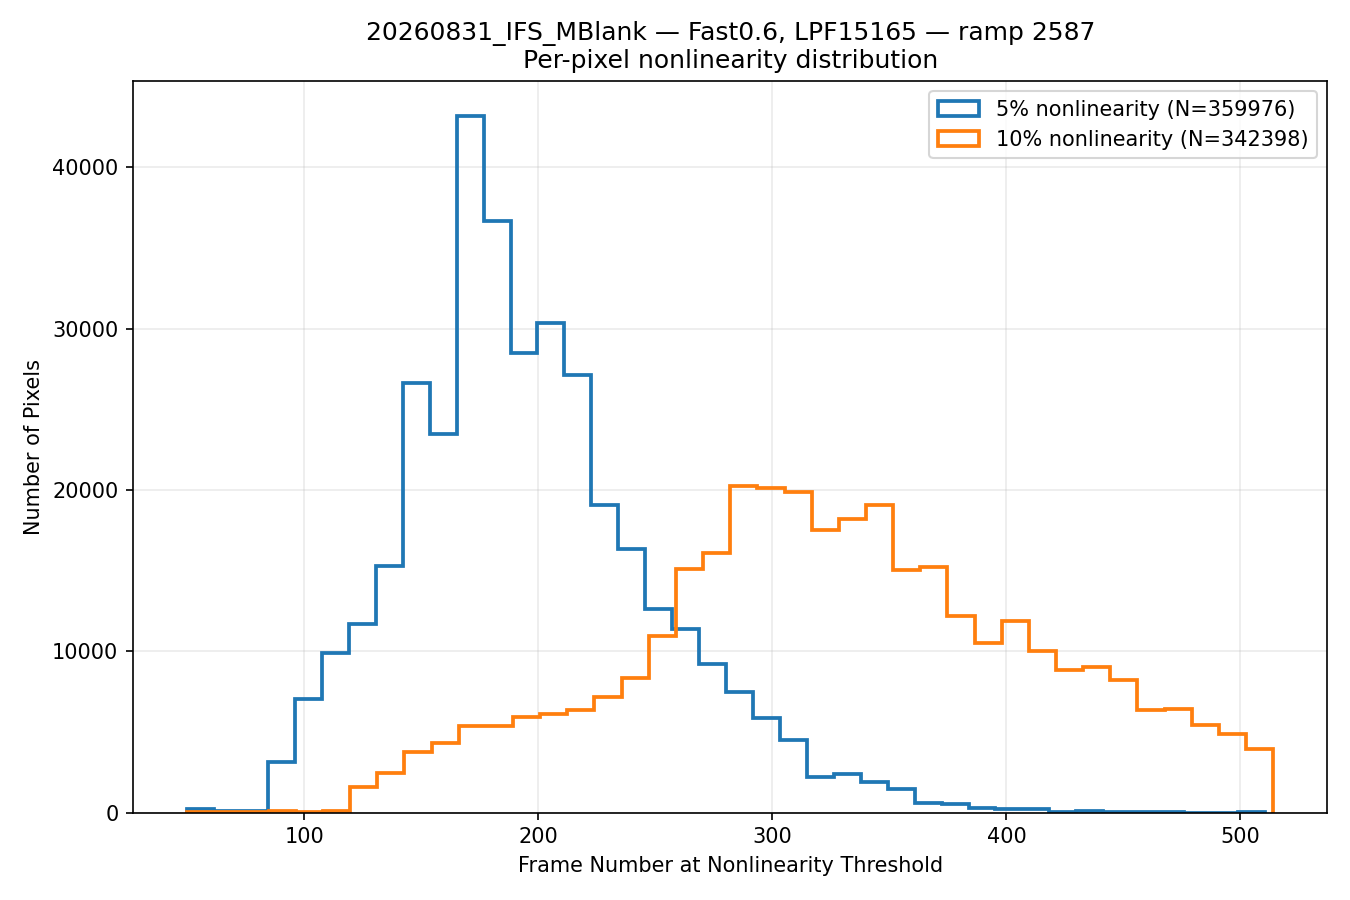 20260831_IFS_MBlank — Fast0.6, LPF15165 — ramp 2587
Per-pixel nonlinearity distribution
5% nonlinearity (N=359976)
10% nonlinearity (N=342398)
Number of Pixels
40000
30000
20000
10000
0
100 200 300 400 500
Frame Number at Nonlinearity Threshold